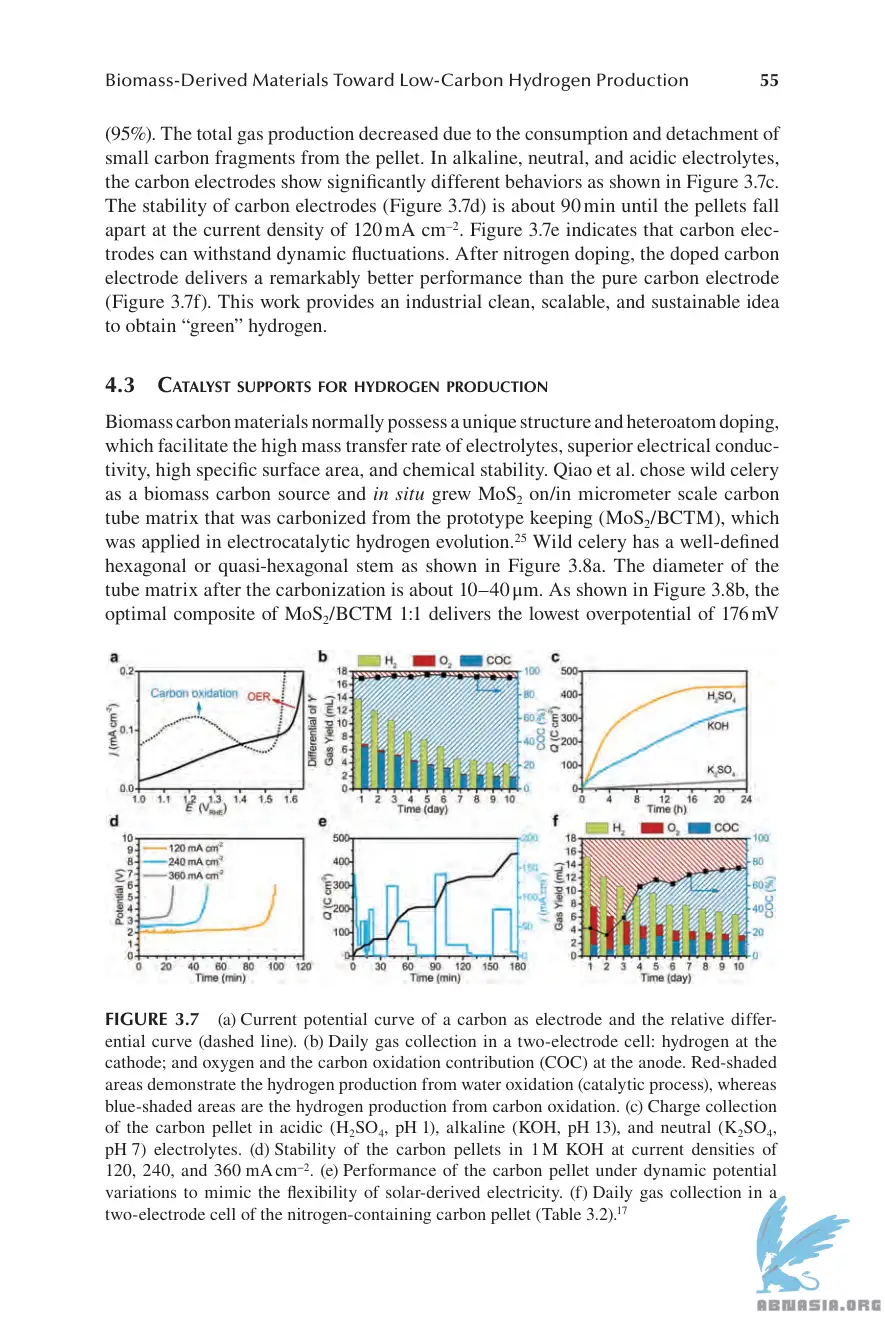 Biomass-Derived Materials Toward Low-Carbon Hydrogen Production 55
(95%). The total gas production decreased due to the consumption and detachment of
small carbon fragments from the pellet. In alkaline, neutral, and acidic electrolytes,
the carbon electrodes show significantly different behaviors as shown in Figure 3.7c.
The stability of carbon electrodes (Figure 3.7d) is about 90 min until the pellets fall
apart at the current density of 120 mA cm⁻². Figure 3.7e indicates that carbon elec-
trodes can withstand dynamic fluctuations. After nitrogen doping, the doped carbon
electrode delivers a remarkably better performance than the pure carbon electrode
(Figure 3.7f). This work provides an industrial clean, scalable, and sustainable idea
to obtain “green” hydrogen.
4.3 Catalyst supports for hydrogen production
Biomass carbon materials normally possess a unique structure and heteroatom doping,
which facilitate the high mass transfer rate of electrolytes, superior electrical conduc-
tivity, high specific surface area, and chemical stability. Qiao et al. chose wild celery
as a biomass carbon source and in situ grew MoS₂ on/in micrometer scale carbon
tube matrix that was carbonized from the prototype keeping (MoS₂/BCTM), which
was applied in electrocatalytic hydrogen evolution.²⁵ Wild celery has a well-defined
hexagonal or quasi-hexagonal stem as shown in Figure 3.8a. The diameter of the
tube matrix after the carbonization is about 10–40 µm. As shown in Figure 3.8b, the
optimal composite of MoS₂/BCTM 1:1 delivers the lowest overpotential of 176 mV
a
0.2
0.1
0.0
j (mA cm⁻²)
Carbon oxidation
OER
Differential of Y
1.0 1.1 1.2 1.3 1.4 1.5 1.6
E (V_RHE)
b
H₂ O₂ COC
18
16
14
12
10
8
6
4
2
0
Gas Yield (mL)
100
80
60
40
20
0
COC (%)
1 2 3 4 5 6 7 8 9 10
Time (day)
c
500
400
300
200
100
0
Q (C cm⁻²)
H₂SO₄
KOH
K₂SO₄
0 4 8 12 16 20 24
Time (h)
d
10
9
8
7
6
5
4
3
2
1
0
Potential (V)
120 mA cm⁻²
240 mA cm⁻²
360 mA cm⁻²
0 20 40 60 80 100 120
Time (min)
e
500
400
300
200
100
0
Q (C cm⁻²)
200
150
100
50
0
j (mA cm⁻²)
0 30 60 90 120 150 180
Time (min)
f
H₂ O₂ COC
18
16
14
12
10
8
6
4
2
0
Gas Yield (mL)
100
80
60
40
20
0
COC (%)
1 2 3 4 5 6 7 8 9 10
Time (day)
FIGURE 3.7 (a) Current potential curve of a carbon as electrode and the relative differ-
ential curve (dashed line). (b) Daily gas collection in a two-electrode cell: hydrogen at the
cathode; and oxygen and the carbon oxidation contribution (COC) at the anode. Red-shaded
areas demonstrate the hydrogen production from water oxidation (catalytic process), whereas
blue-shaded areas are the hydrogen production from carbon oxidation. (c) Charge collection
of the carbon pellet in acidic (H₂SO₄, pH 1), alkaline (KOH, pH 13), and neutral (K₂SO₄,
pH 7) electrolytes. (d) Stability of the carbon pellets in 1 M KOH at current densities of
120, 240, and 360 mA cm⁻². (e) Performance of the carbon pellet under dynamic potential
variations to mimic the flexibility of solar-derived electricity. (f) Daily gas collection in a
two-electrode cell of the nitrogen-containing carbon pellet (Table 3.2).¹⁷
ABNASIA.ORG